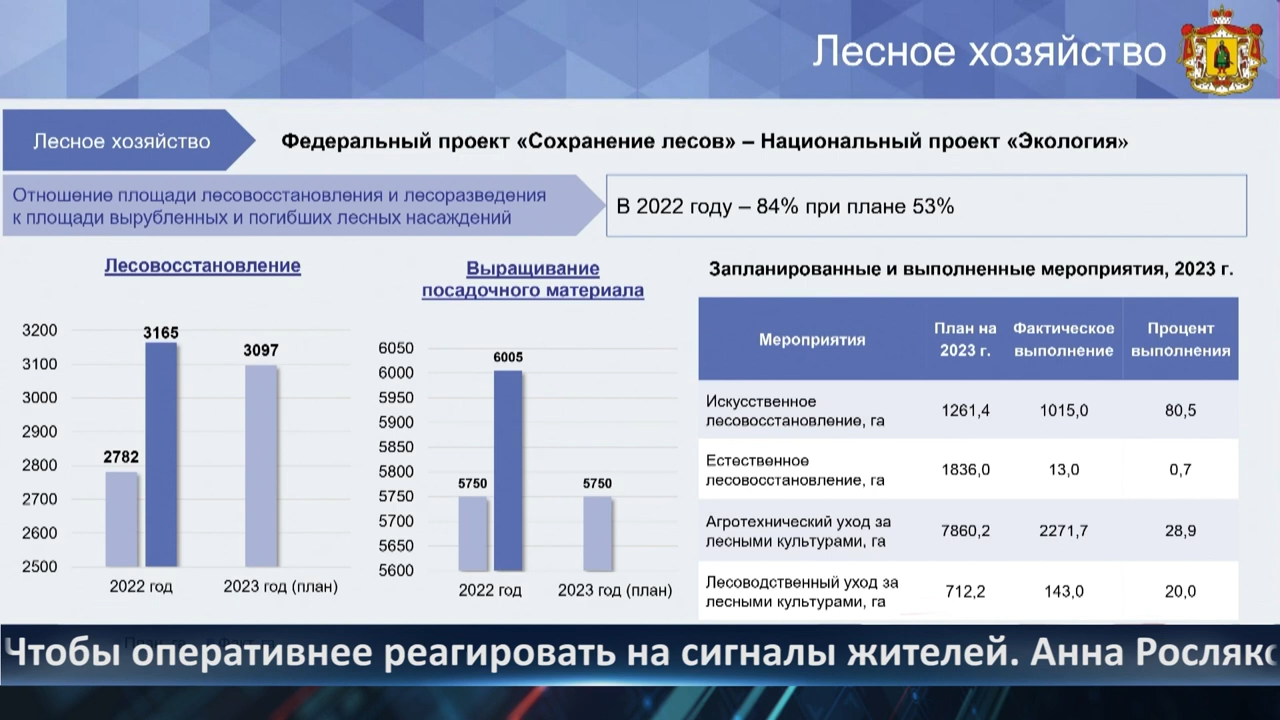 Лесное хозяйство
Лесное хозяйство
Федеральный проект «Сохранение лесов» – Национальный проект «Экология»
Отношение площади лесовосстановления и лесоразведения
к площади вырубленных и погибших лесных насаждений
В 2022 году – 84% при плане 53%
Лесовосстановление
3200
3100
3000
2900
2800
2700
2600
2500
2782
3165
3097
2022 год
2023 год (план)
Выращивание
посадочного материала
6050
6000
5950
5900
5850
5800
5750
5700
5650
5600
5750
6005
5750
2022 год
2023 год (план)
Запланированные и выполненные мероприятия, 2023 г.
Мероприятия
План на
2023 г.
Фактическое
выполнение
Процент
выполнения
Искусственное
лесовосстановление, га
1261,4
1015,0
80,5
Естественное
лесовосстановление, га
1836,0
13,0
0,7
Агротехнический уход за
лесными культурами, га
7860,2
2271,7
28,9
Лесоводственный уход за
лесными культурами, га
712,2
143,0
20,0
Чтобы оперативнее реагировать на сигналы жителей. Анна